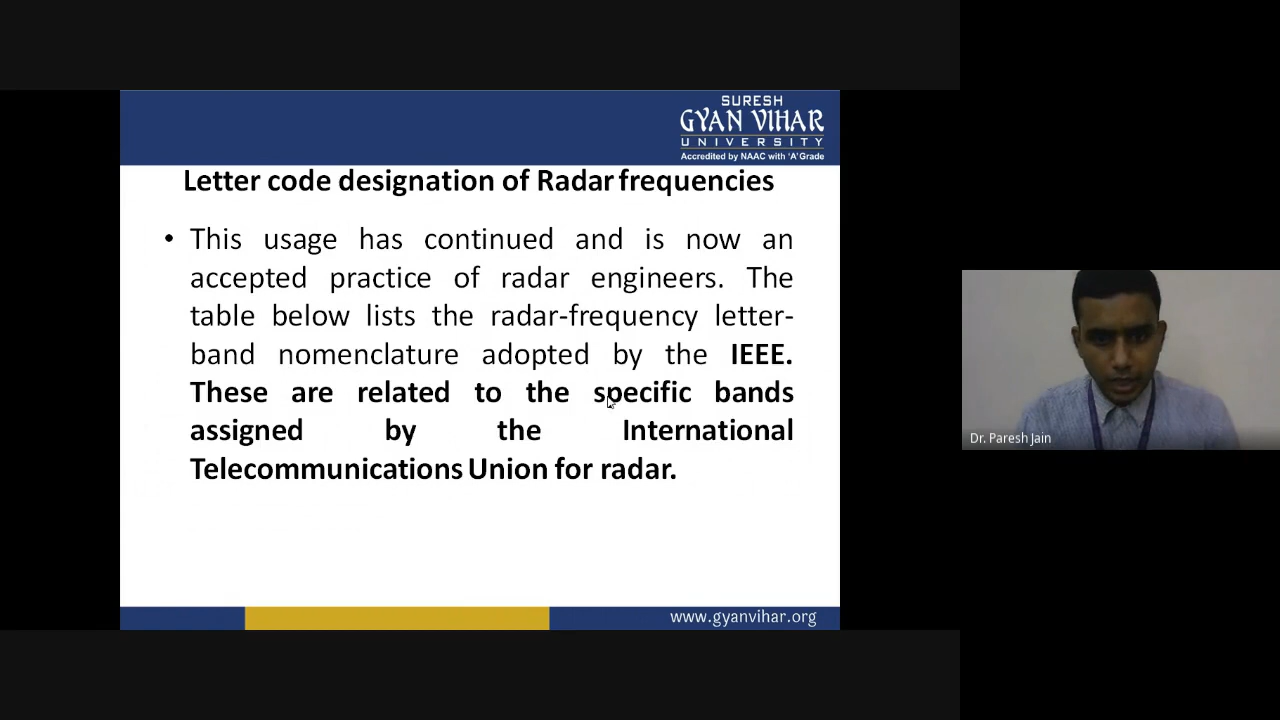 SURESH
GYAN VIHAR
UNIVERSITY
Accredited by NAAC with 'A' Grade
Letter code designation of Radar frequencies
• This usage has continued and is now an
accepted practice of radar engineers. The
table below lists the radar-frequency letter-
band nomenclature adopted by the IEEE.
These are related to the specific bands
assigned by the International
Telecommunications Union for radar.
Dr. Paresh Jain
www.gyanvihar.org